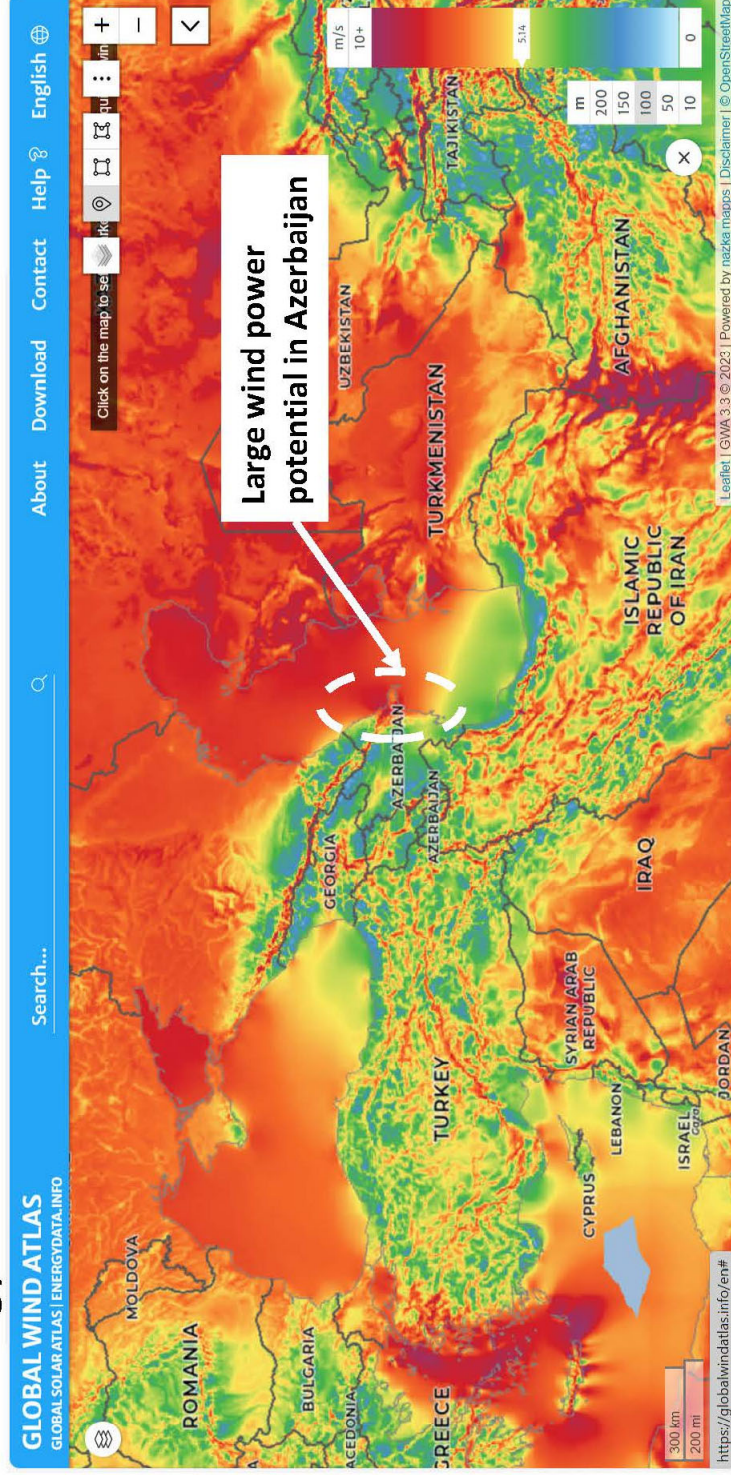 GLOBAL WIND ATLAS
GLOBAL SOLAR ATLAS | ENERGYDATA.INFO
Search...
About
Download
Contact
Help
English
Click on the map to se
Large wind power
potential in Azerbaijan
m/s
10+
5.14
0
m
200
150
100
50
10
MOLDOVA
ROMANIA
BULGARIA
ACEDONIA
GREECE
TURKEY
CYPRUS
LEBANON
ISRAEL
Gaza
JORDAN
SYRIAN ARAB
REPUBLIC
IRAQ
GEORGIA
AZERBAIJAN
AZERBAIJAN
ISLAMIC
REPUBLIC
OF IRAN
TURKMENISTAN
UZBEKISTAN
TAJIKISTAN
AFGHANISTAN
300 km
200 mi
https://globalwindatlas.info/en#
Leaflet | GWA 3.3 © 2023 | Powered by nazka mapps | Disclaimer | © OpenStreetMap